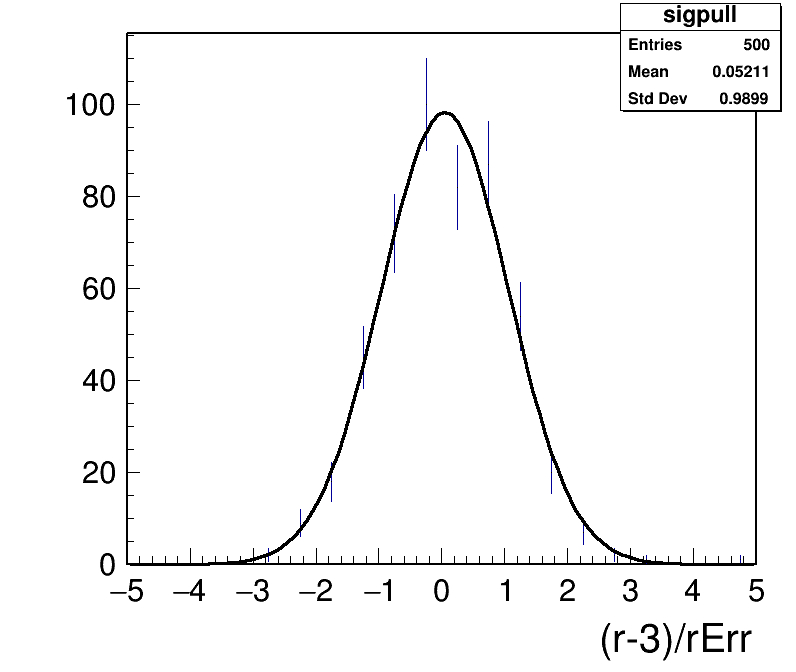 sigpull
Entries 500
Mean 0.05211
Std Dev 0.9899
100
80
60
40
20
0
−5 −4 −3 −2 −1 0 1 2 3 4 5
(r-3)/rErr